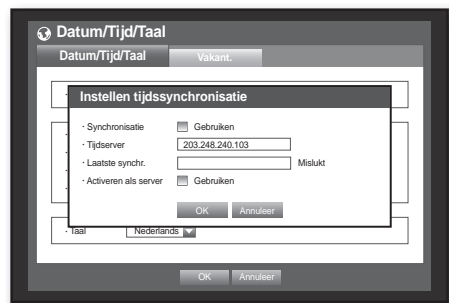 Datum/Tijd/Taal
Datum/Tijd/Taal Vakant.
Instellen tijdssynchronisatie
· Synchronisatie Gebruiken
· Tijdserver 203.248.240.103
· Laatste synchr. Mislukt
· Activeren als server Gebruiken
OK Annuleer
· Taal Nederlands
OK Annuleer